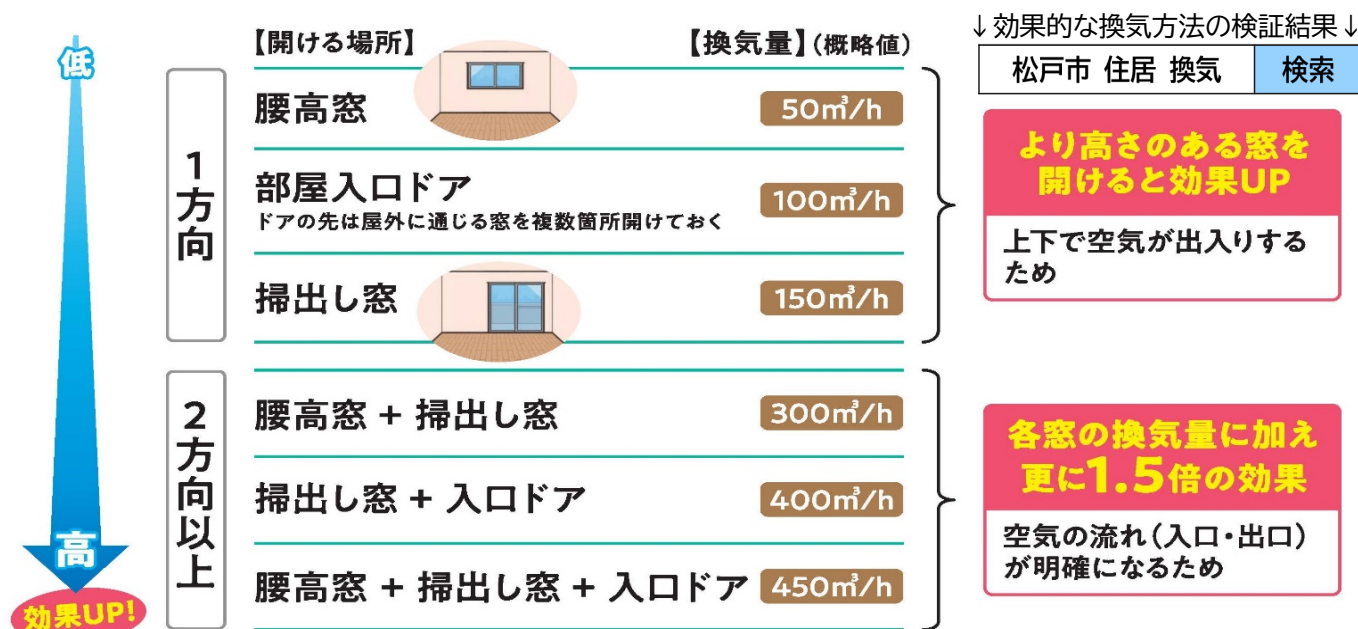 ↓効果的な換気方法の検証結果↓
松戸市 住居 換気 検索
【開ける場所】 【換気量】(概略値)
低
1方向
腰高窓 50㎥/h
部屋入口ドア 100㎥/h
ドアの先は屋外に通じる窓を複数箇所開けておく
掃出し窓 150㎥/h
より高さのある窓を
開けると効果UP
上下で空気が出入りする
ため
2方向以上
腰高窓 + 掃出し窓 300㎥/h
掃出し窓 + 入口ドア 400㎥/h
腰高窓 + 掃出し窓 + 入口ドア 450㎥/h
各窓の換気量に加え
更に1.5倍の効果
空気の流れ(入口・出口)
が明確になるため
高
効果UP!